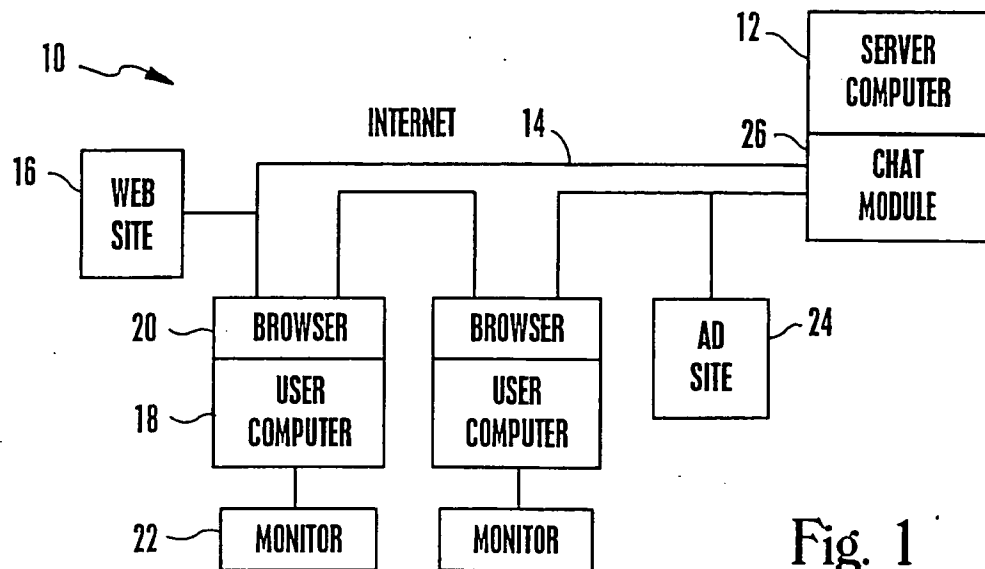 10
12
SERVER
COMPUTER
INTERNET
14
26
CHAT
MODULE
16
WEB
SITE
20
BROWSER
BROWSER
AD
SITE
24
18
USER
COMPUTER
USER
COMPUTER
22
MONITOR
MONITOR
Fig. 1